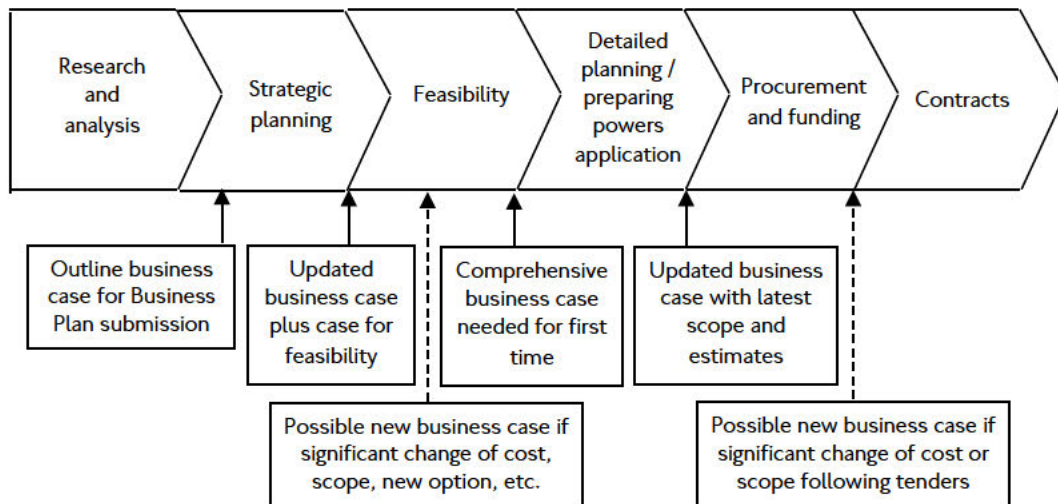 Research
and
analysis
Strategic
planning
Feasibility
Detailed
planning /
preparing
powers
application
Procurement
and funding
Contracts
Outline business
case for Business
Plan submission
Updated
business case
plus case for
feasibility
Comprehensive
business case
needed for first
time
Updated business
case with latest
scope and
estimates
Possible new business case if
significant change of cost,
scope, new option, etc.
Possible new business case if
significant change of cost or
scope following tenders